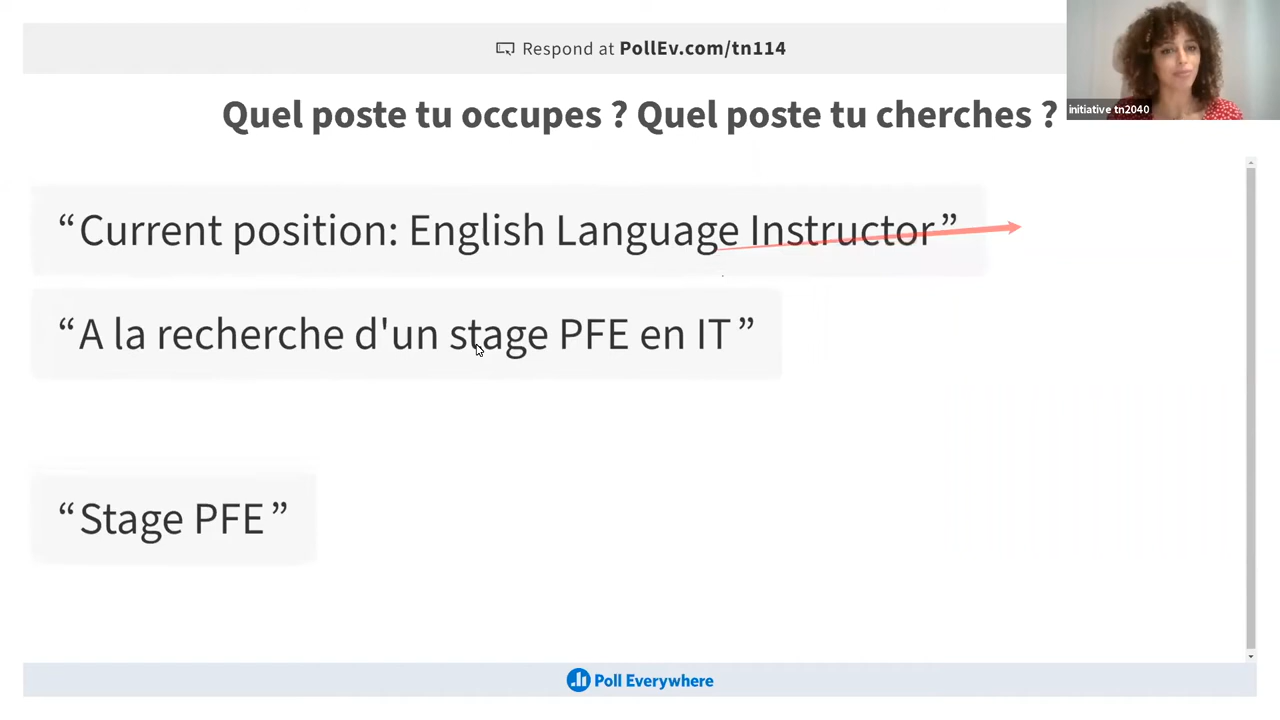 Respond at PollEv.com/tn114
initiative tn2040
Quel poste tu occupes ? Quel poste tu cherches ?
“Current position: English Language Instructor”
“A la recherche d'un stage PFE en IT”
“Stage PFE”
Poll Everywhere